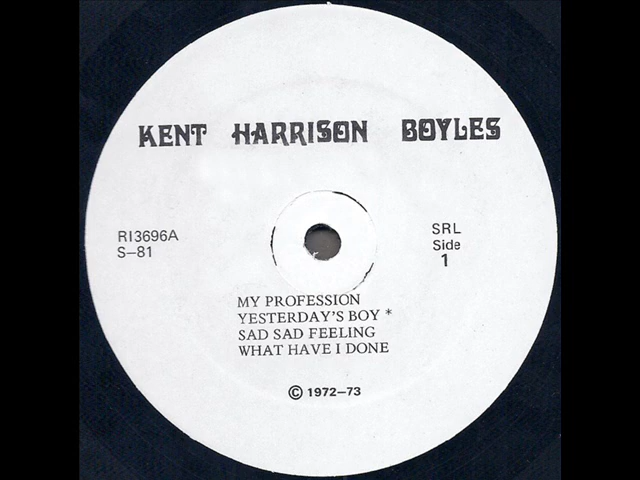 KENT HARRISON BOYLES
RI3696A
S-81
SRL
Side
1
MY PROFESSION
YESTERDAY'S BOY *
SAD SAD FEELING
WHAT HAVE I DONE
© 1972-73